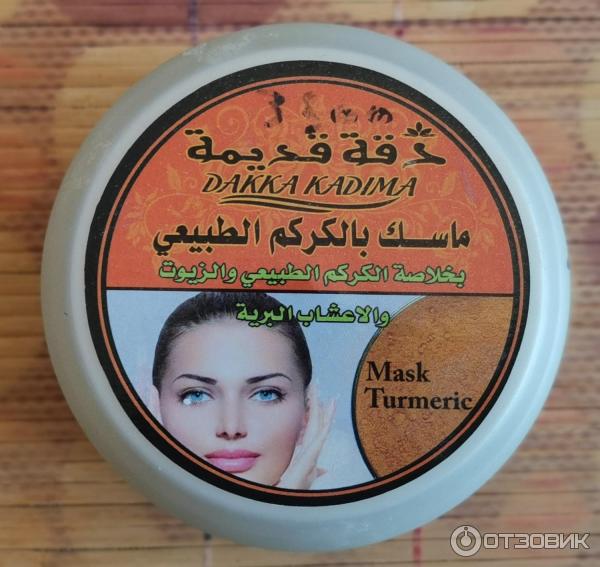 دقة قديمة
DAKKA KADIMA
ماسك بالكركم الطبيعي
بخلاصة الكركم الطبيعي والزيوت
والاعشاب البرية
Mask
Turmeric
ОТЗОВИК